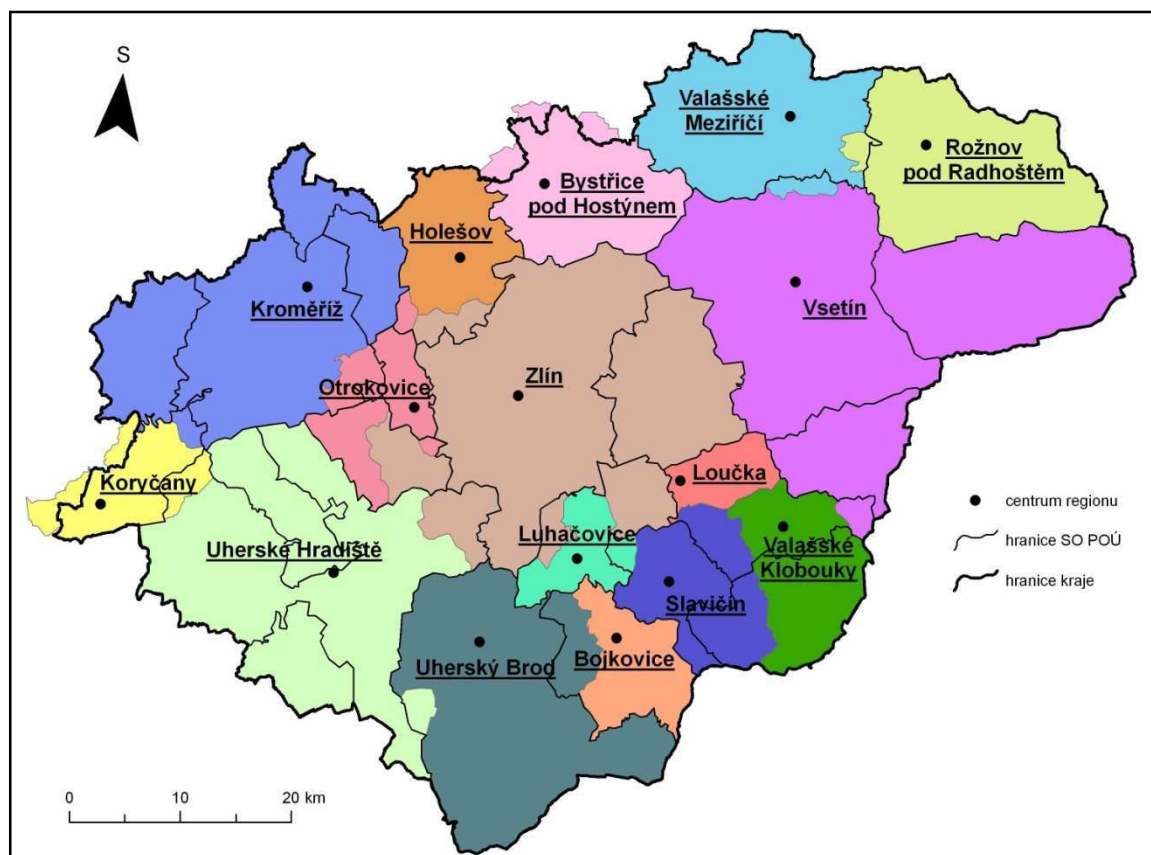 S
Valašské
Meziříčí
Rožnov
pod Radhoštěm
Bystřice
pod Hostýnem
Holešov
Kroměříž
Vsetín
Zlín
Otrokovice
Loučka
Koryčany
centrum regionu
Luhačovice
Valašské
Klobouky
hranice SO POÚ
Uherské Hradiště
hranice kraje
Slavičín
Bojkovice
Uherský Brod
0 10 20 km